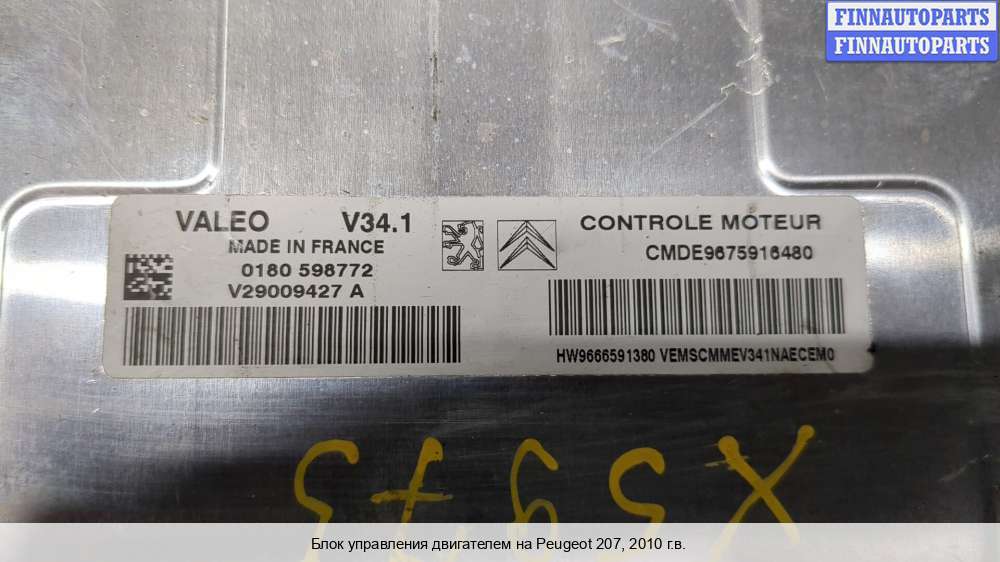 FINNAUTOPARTS
FINNAUTOPARTS
VALEO V34.1
MADE IN FRANCE
0180 598772
V29009427 A
CONTROLE MOTEUR
CMDE9675916480
HW9666591380 VEMSCMMEV341NAECEM0
X5973
Блок управления двигателем на Peugeot 207, 2010 г.в.